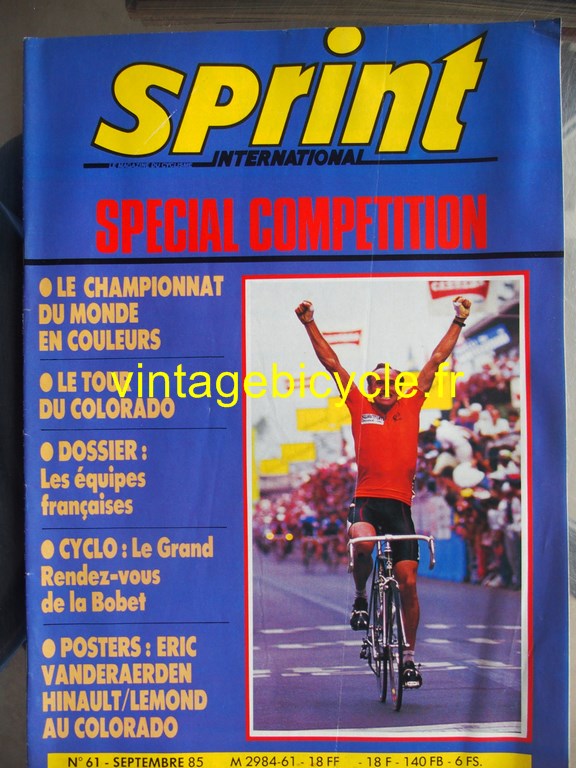 sprint
LE MAGAZINE DU CYCLISME
INTERNATIONAL
SPECIAL COMPETITION
LE CHAMPIONNAT
DU MONDE
EN COULEURS
LE TOUR
DU COLORADO
vintagebicycle.fr
DOSSIER :
Les équipes
françaises
CYCLO : Le Grand
Rendez-vous
de la Bobet
POSTERS : ERIC
VANDERAERDEN
HINAULT/LEMOND
AU COLORADO
N° 61 - SEPTEMBRE 85 M 2984-61 - 18 FF - 18 F - 140 FB - 6 FS.